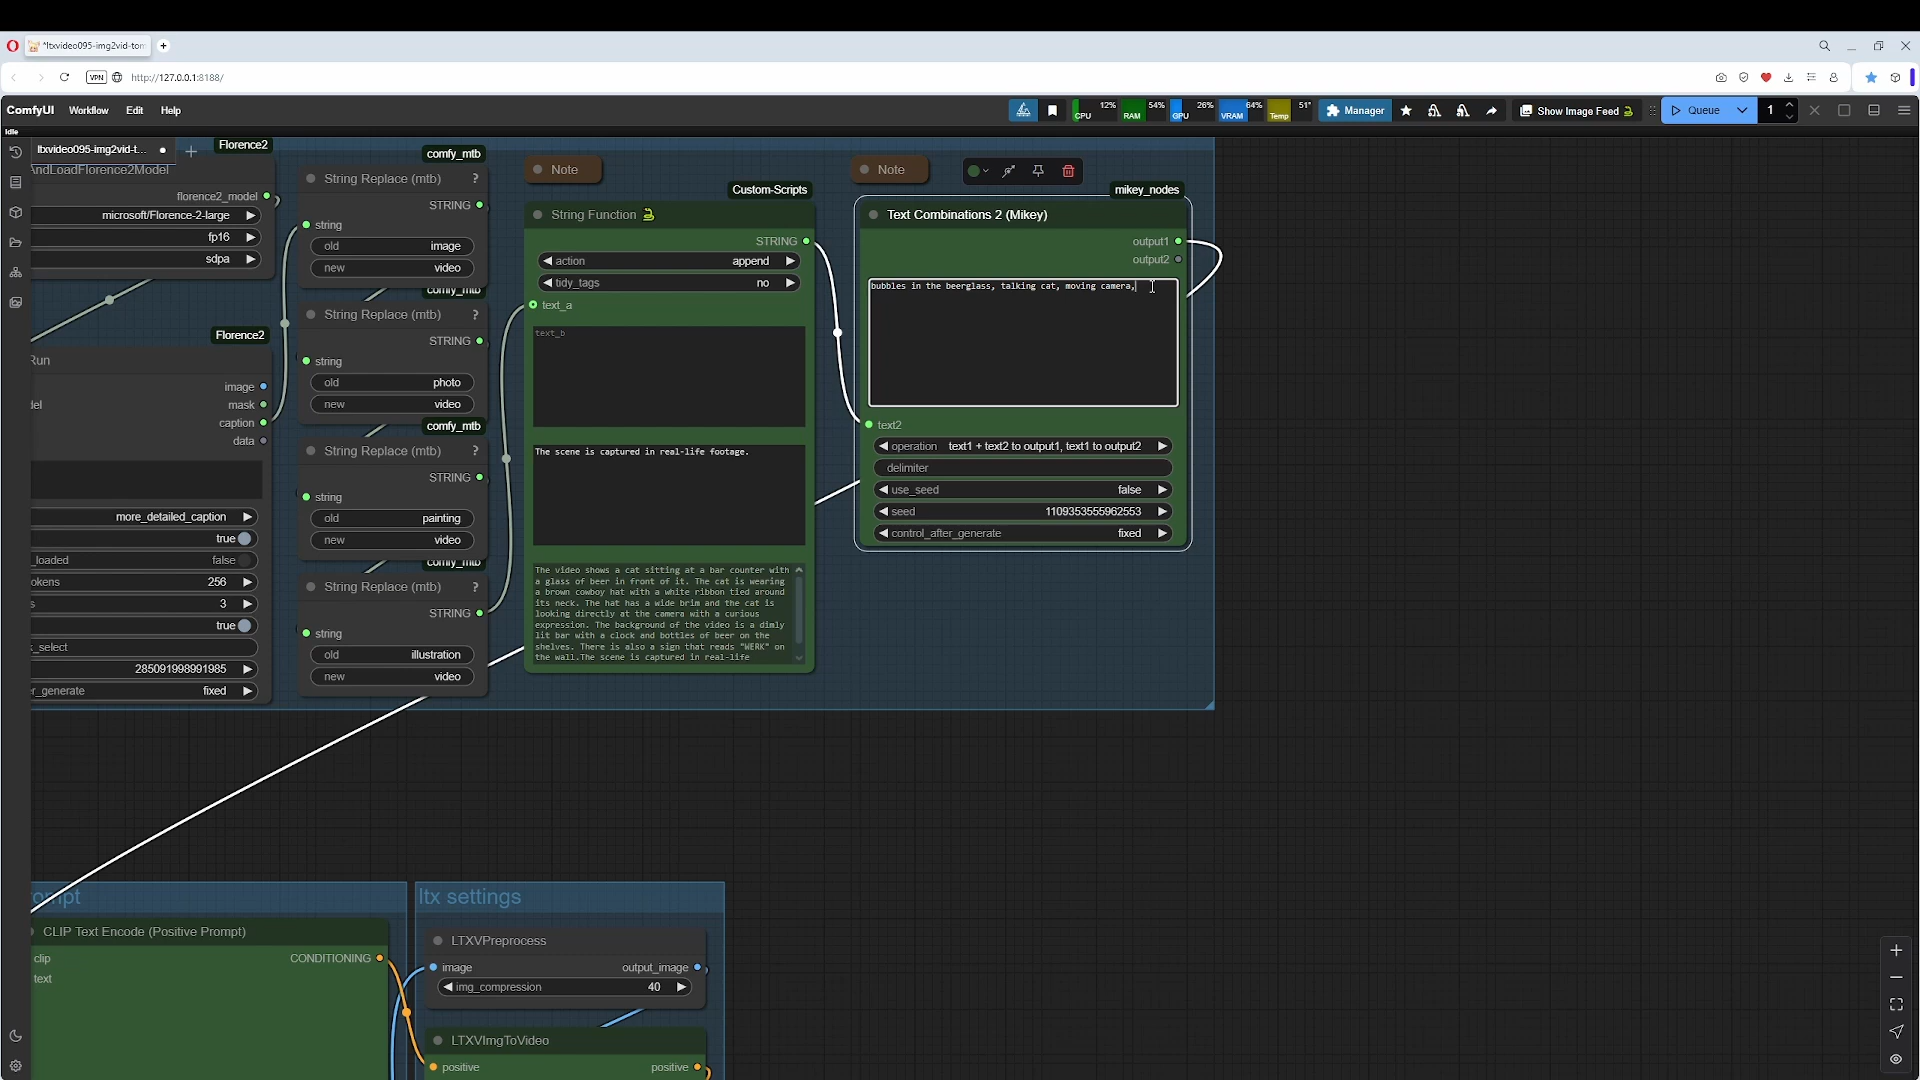 *ltxvideo095-img2vid-tom
VPN
http://127.0.0.1:8188/
ComfyUI
Workflow
Edit
Help
CPU 12%
RAM 54%
GPU 26%
VRAM 64%
Temp 51°
Manager
Show Image Feed
Queue
1
Idle
ltxvideo095-img2vid-t...
AndLoadFlorence2Model
Florence2
florence2_model
microsoft/Florence-2-large
fp16
sdpa
Florence2
Run
image
mask
caption
data
more_detailed_caption
true
_loaded
false
okens
256
3
true
_select
285091998991985
er_generate
fixed
comfy_mtb
String Replace (mtb)
?
STRING
string
old
image
new
video
comfy_mtb
String Replace (mtb)
?
STRING
string
old
photo
new
video
comfy_mtb
String Replace (mtb)
?
STRING
string
old
painting
new
video
comfy_mtb
String Replace (mtb)
?
STRING
string
old
illustration
new
video
Note
Custom-Scripts
String Function
STRING
action
append
tidy_tags
no
text_a
text_b
The scene is captured in real-life footage.
The video shows a cat sitting at a bar counter with
a glass of beer in front of it. The cat is wearing
a brown cowboy hat with a white ribbon tied around
its neck. The hat has a wide brim and the cat is
looking directly at the camera with a curious
expression. The background of the video is a dimly
lit bar with a clock and bottles of beer on the
shelves. There is also a sign that reads "WERK" on
the wall.The scene is captured in real-life
Note
mikey_nodes
Text Combinations 2 (Mikey)
output1
output2
bubbles in the beerglass, talking cat, moving camera,
text2
operation
text1 + text2 to output1, text1 to output2
delimiter
use_seed
false
seed
1109353555962553
control_after_generate
fixed
ompt
CLIP Text Encode (Positive Prompt)
clip
CONDITIONING
text
ltx settings
LTXVPreprocess
image
output_image
img_compression
40
LTXVImgToVideo
positive
positive